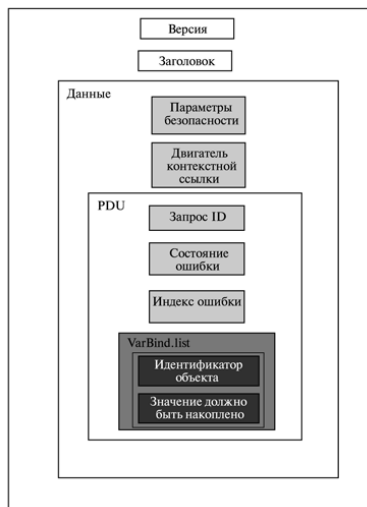 Версия
Заголовок
Данные
Параметры
безопасности
Двигатель
контекстной
ссылки
PDU
Запрос ID
Состояние
ошибки
Индекс ошибки
VarBind.list
Идентификатор
объекта
Значение должно
быть накоплено